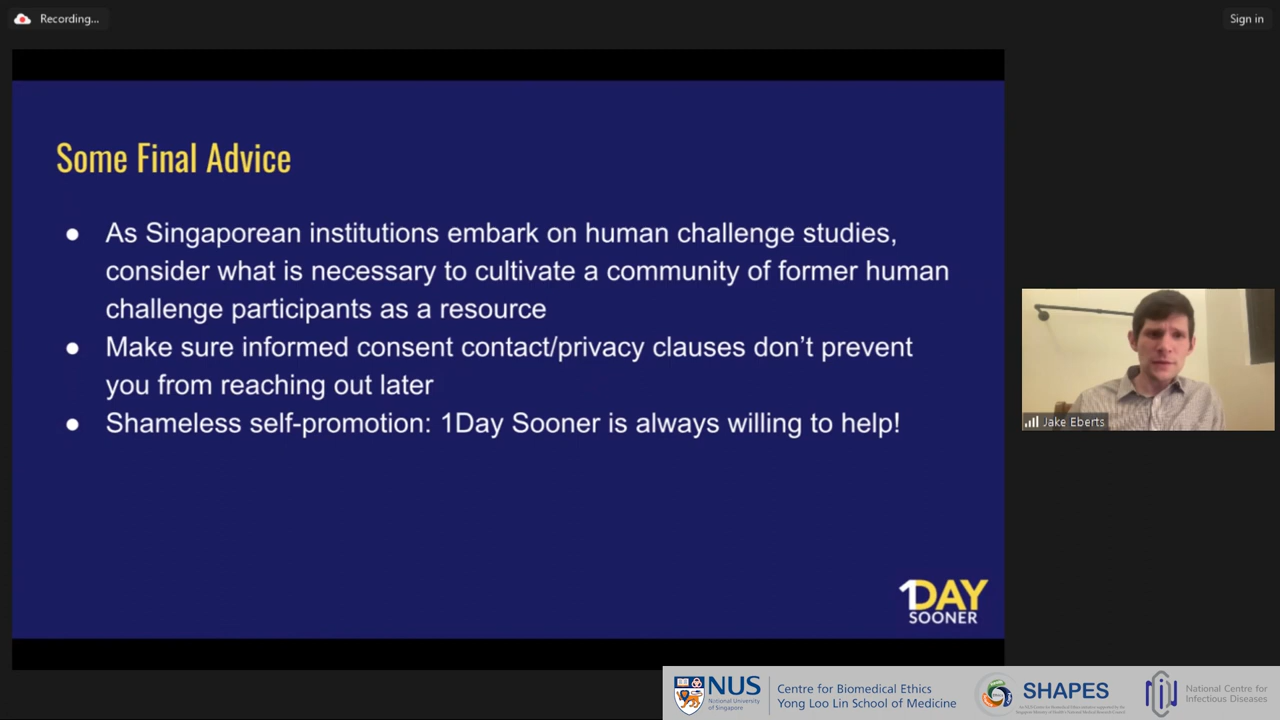 Recording...
Sign in
Some Final Advice
● As Singaporean institutions embark on human challenge studies,
consider what is necessary to cultivate a community of former human
challenge participants as a resource
● Make sure informed consent contact/privacy clauses don't prevent
you from reaching out later
● Shameless self-promotion: 1Day Sooner is always willing to help!
1DAY
SOONER
Jake Eberts
NUS
National University
of Singapore
Centre for Biomedical Ethics
Yong Loo Lin School of Medicine
SHAPES
National Centre for
Infectious Diseases